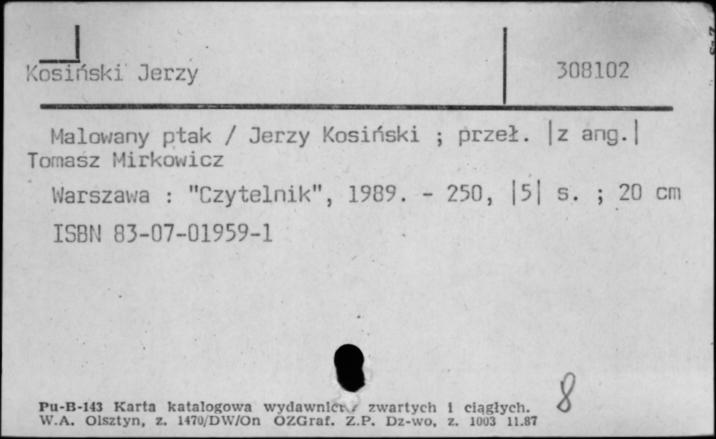 Kosiński Jerzy 308102
Malowany ptak / Jerzy Kosiński ; przeł. |z ang.|
Tomasz Mirkowicz
Warszawa : "Czytelnik", 1989. - 250, |5| s. ; 20 cm
ISBN 83-07-01959-1
8
Pu-B-143 Karta katalogowa wydawnictw zwartych i ciągłych.
W.A. Olsztyn, z. 1470/DW/On OZGraf. Z.P. Dz-wo, z. 1003 11.87